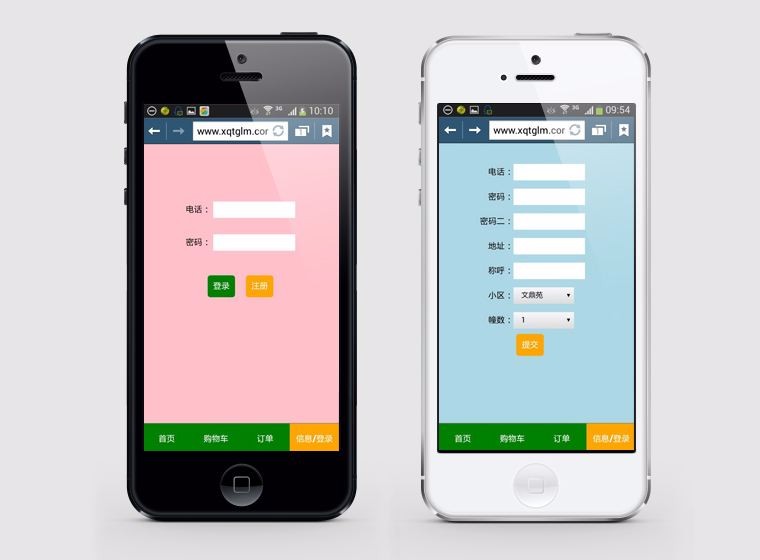 3G 10:10
www.xqtglm.cor
1
电话：
密码：
登录 注册
首页 购物车 订单 信息/登录
3G 09:54
www.xqtglm.cor
1
电话：
密码：
密码二：
地址：
称呼：
小区： 文鼎苑
幢数： 1
提交
首页 购物车 订单 信息/登录